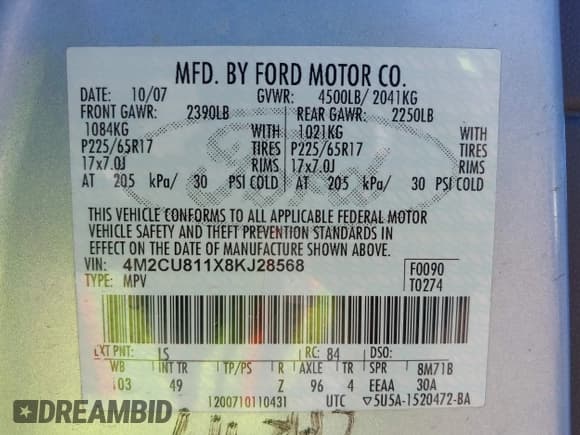 MFD. BY FORD MOTOR CO.
DATE: 10/07 GVWR: 4500LB/ 2041KG
FRONT GAWR: 2390LB REAR GAWR: 2250LB
1084KG WITH 1021KG WITH
P225/65R17 TIRES P225/65R17 TIRES
17x7.0J RIMS 17x7.0J RIMS
AT 205 kPa/ 30 PSI COLD AT 205 kPa/ 30 PSI COLD
THIS VEHICLE CONFORMS TO ALL APPLICABLE FEDERAL MOTOR
VEHICLE SAFETY AND THEFT PREVENTION STANDARDS IN
EFFECT ON THE DATE OF MANUFACTURE SHOWN ABOVE.
VIN: 4M2CU811X8KJ28568 F0090
TYPE: MPV T0274
EXT PNT: 15 RC: 84 DSO:
WB INT TR TP/PS R AXLE TR SPR 8M71B
103 49 Z 96 4 EEAA 30A
1200710110431 UTC ▽5U5A-1520472-BA
DREAMBID